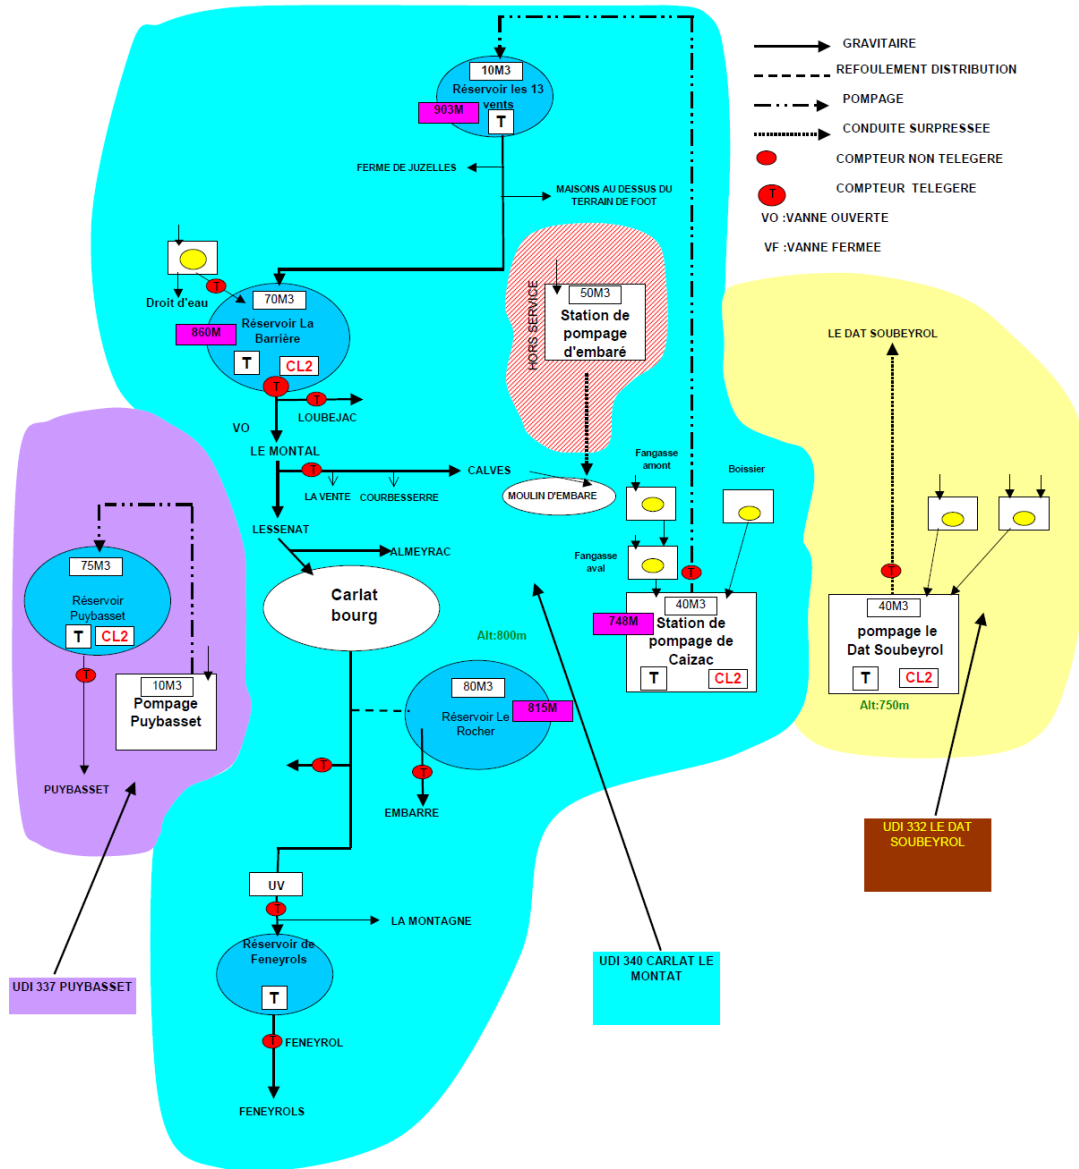 GRAVITAIRE
REFOULEMENT DISTRIBUTION
POMPAGE
CONDUITE SURPRESSEE
COMPTEUR NON TELEGERE
T
COMPTEUR TELEGERE
VO :VANNE OUVERTE
VF :VANNE FERMEE
10M3
Réservoir les 13
vents
903M
T
FERME DE JUZELLES
MAISONS AU DESSUS DU
TERRAIN DE FOOT
T
Droit d'eau
70M3
Réservoir La
Barrière
860M
T
CL2
T
T
LOUBEJAC
VO
LE MONTAL
HORS SERVICE
50M3
Station de
pompage
d'embaré
LE DAT SOUBEYROL
T
CALVES
LA VENTE
COURBESSERRE
MOULIN D'EMBARE
LESSENAT
ALMEYRAC
Carlat
bourg
Fangasse
amont
Boissier
Fangasse
aval
T
40M3
748M
Station de
pompage de
Caizac
T
CL2
T
40M3
pompage le
Dat Soubeyrol
T
CL2
Alt:750m
75M3
Réservoir
Puybasset
T
CL2
T
10M3
Pompage
Puybasset
PUYBASSET
Alt:800m
80M3
815M
Réservoir Le
Rocher
T
T
EMBARRE
UV
T
LA MONTAGNE
Réservoir de
Feneyrols
T
T
FENEYROL
FENEYROLS
UDI 337 PUYBASSET
UDI 340 CARLAT LE
MONTAT
UDI 332 LE DAT
SOUBEYROL